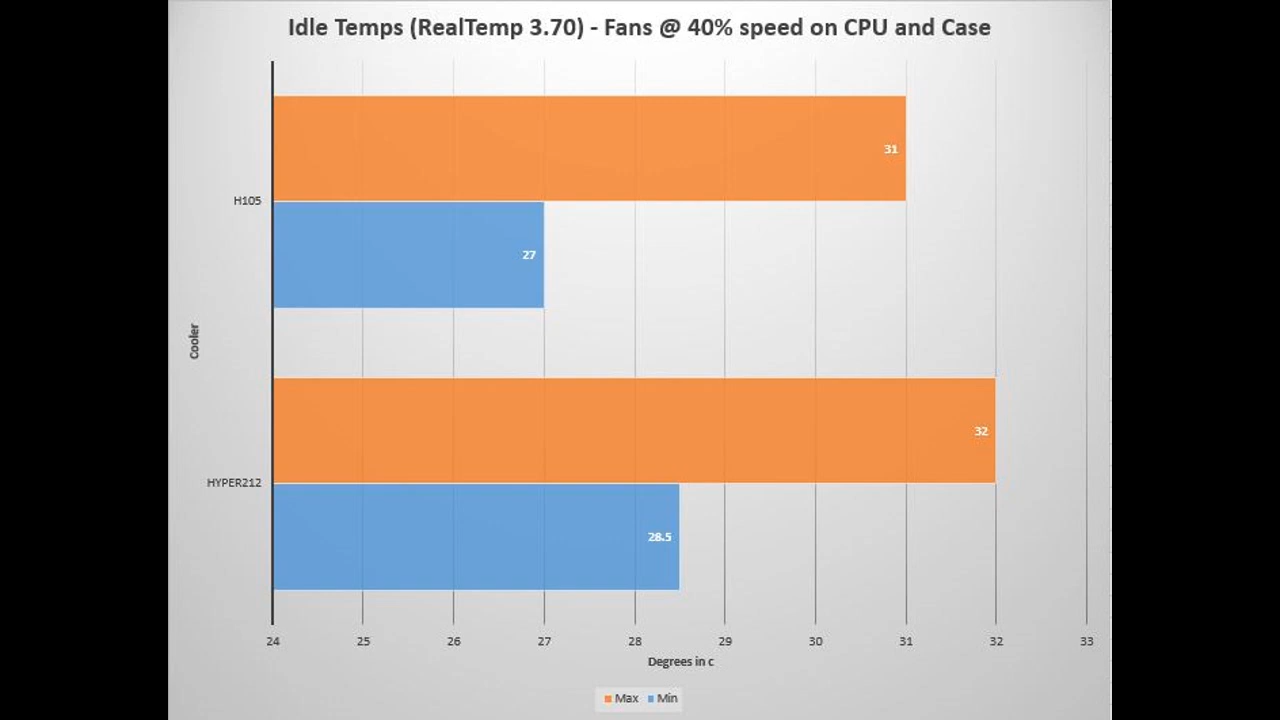 Idle Temps (RealTemp 3.70) - Fans @ 40% speed on CPU and Case
31
H105
27
Cooler
32
HYPER212
28.5
24 25 26 27 28 29 30 31 32 33
Degrees in c
Max Min